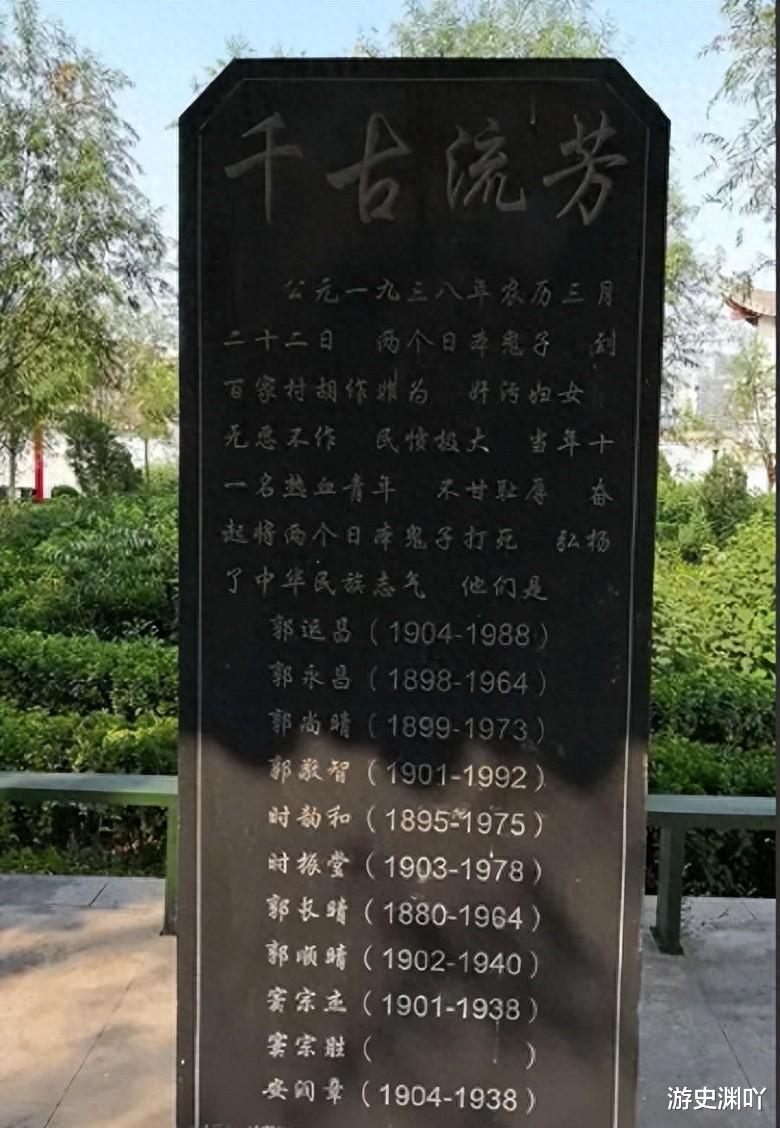 千古流芳
公元一九三八年农历三月
二十二日 两个日本鬼子 到
百家村胡作非为 奸污妇女
无恶不作 民愤极大 当年十
一名热血青年 不甘耻辱 奋
起将两个日本鬼子打死 弘扬
了中华民族志气 他们是
郭运昌（1904-1988）
郭永昌（1898-1964）
郭尚晴（1899-1973）
郭敬智（1901-1992）
时韵和（1895-1975）
时振堂（1903-1978）
郭长晴（1880-1964）
郭顺晴（1902-1940）
窦宗杰（1901-1938）
窦宗胜（ ）
安润章（1904-1938）
游史渊吖